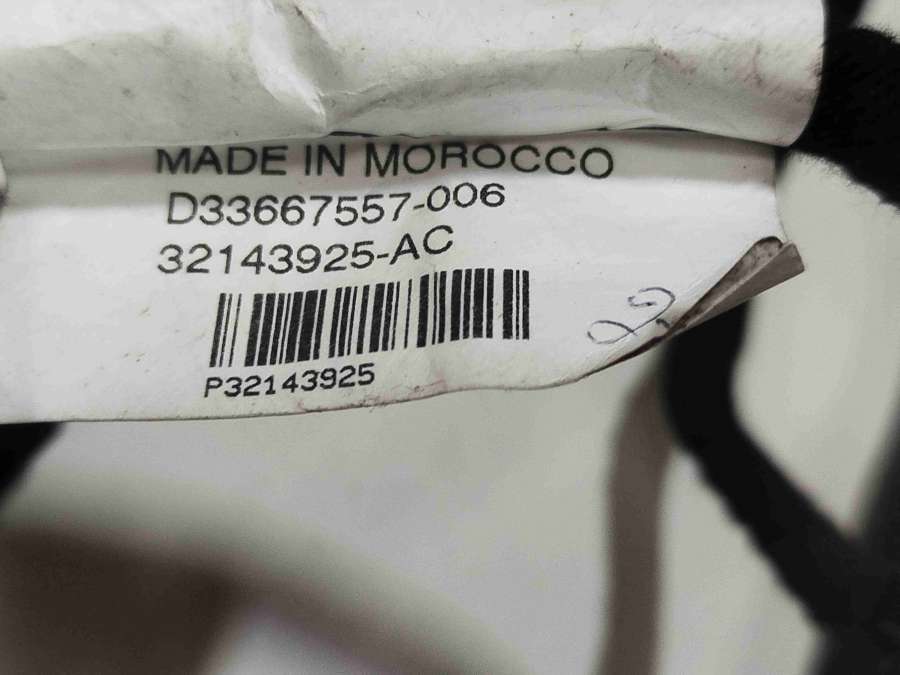 MADE IN MOROCCO
D33667557-006
32143925-AC
P32143925